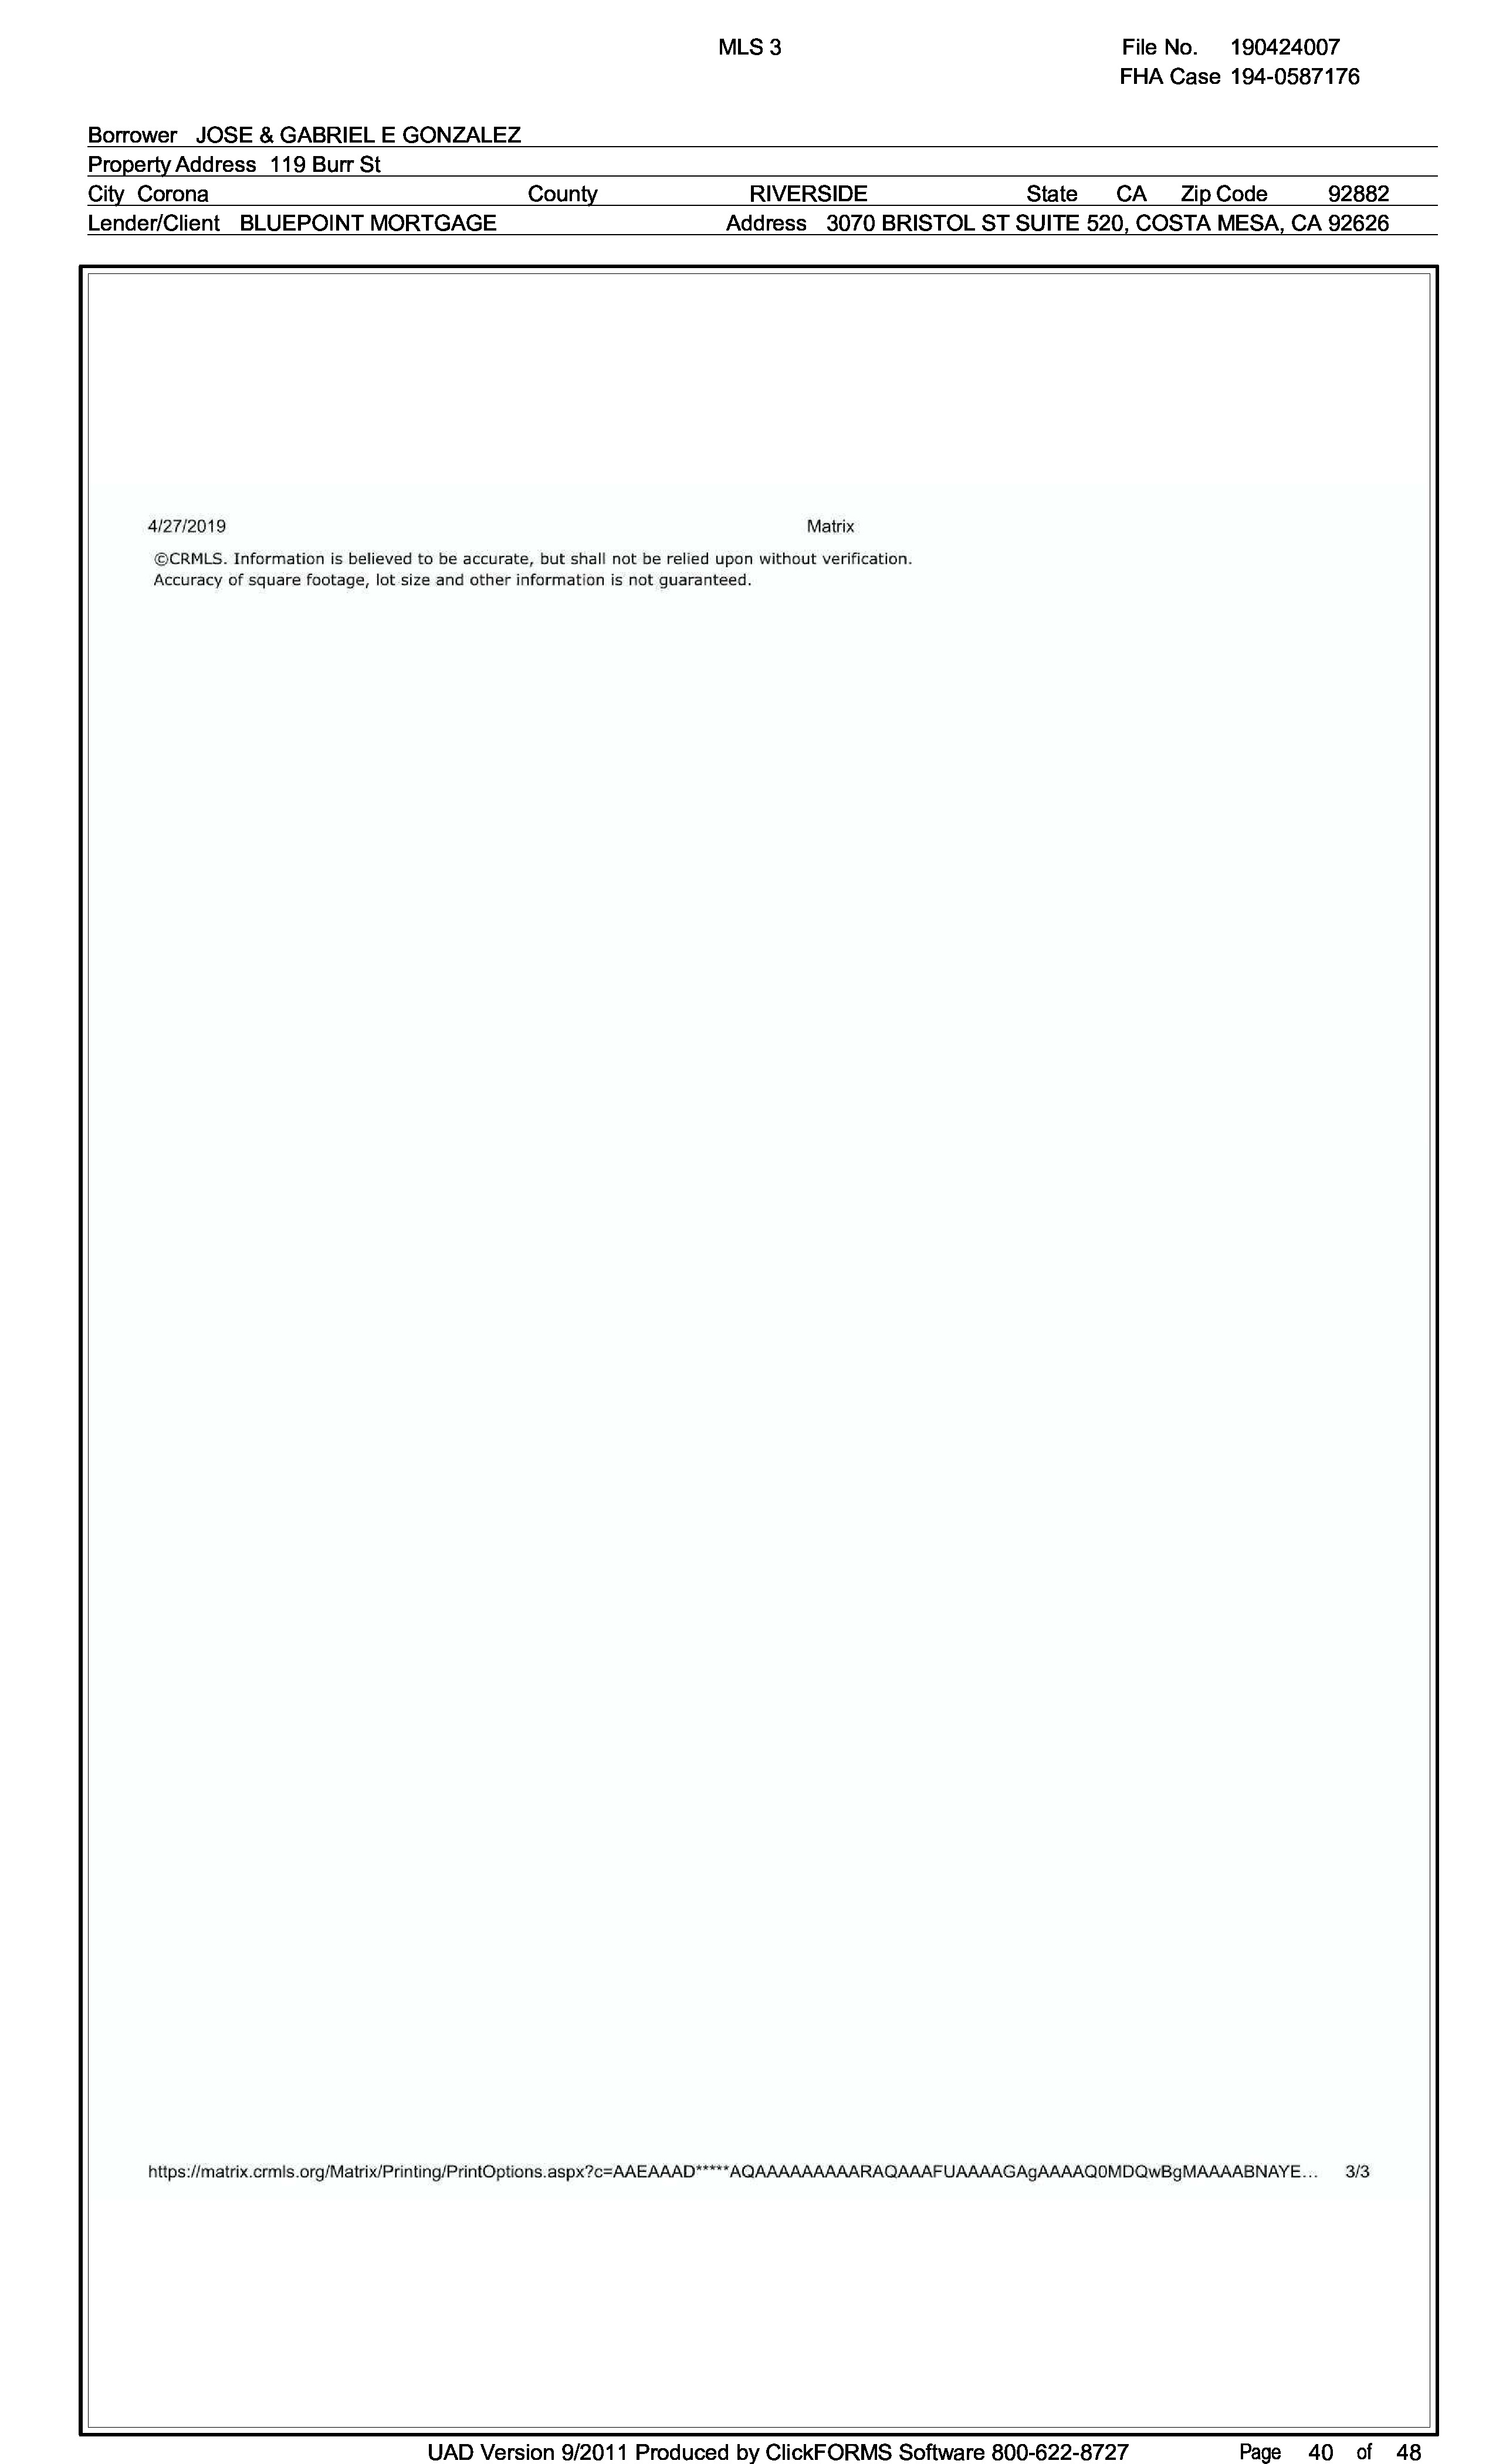 MLS 3 File No. 190424007
FHA Case 194-0587176
Borrower JOSE & GABRIEL E GONZALEZ
Property Address 119 Burr St
City Corona County RIVERSIDE State CA Zip Code 92882
Lender/Client BLUEPOINT MORTGAGE Address 3070 BRISTOL ST SUITE 520, COSTA MESA, CA 92626
4/27/2019 Matrix
©CRMLS. Information is believed to be accurate, but shall not be relied upon without verification.
Accuracy of square footage, lot size and other information is not guaranteed.
https://matrix.crmls.org/Matrix/Printing/PrintOptions.aspx?c=AAEAAAD*****AQAAAAAAAAAARAQAAAFUAAAAGAgAAAAQ0MDQwBgMAAAABNAYE... 3/3
UAD Version 9/2011 Produced by ClickFORMS Software 800-622-8727 Page 40 of 48